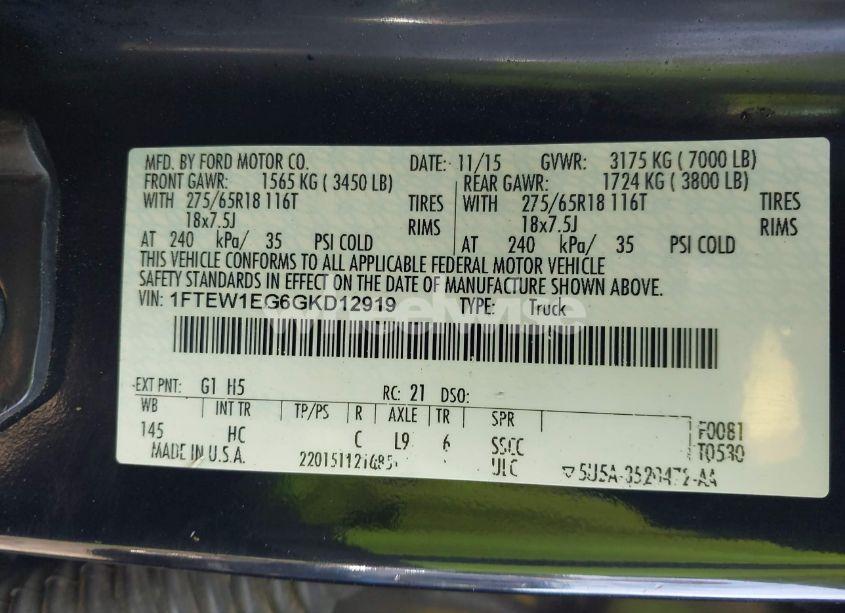 MFD. BY FORD MOTOR CO. DATE: 11/15 GVWR: 3175 KG ( 7000 LB)
FRONT GAWR: 1565 KG ( 3450 LB) REAR GAWR: 1724 KG ( 3800 LB)
WITH 275/65R18 116T TIRES WITH 275/65R18 116T TIRES
18x7.5J RIMS 18x7.5J RIMS
AT 240 kPa/ 35 PSI COLD AT 240 kPa/ 35 PSI COLD
THIS VEHICLE CONFORMS TO ALL APPLICABLE FEDERAL MOTOR VEHICLE
SAFETY STANDARDS IN EFFECT ON THE DATE OF MANUFACTURE SHOWN ABOVE.
VIN: 1FTEW1EG6GKD12919 TYPE: Truck
EXT PNT: G1 H5 RC: 21 DSO:
WB INT TR TP/PS R AXLE TR SPR
145 HC C L9 6 SSCC F0081
MADE IN U.S.A. T0530